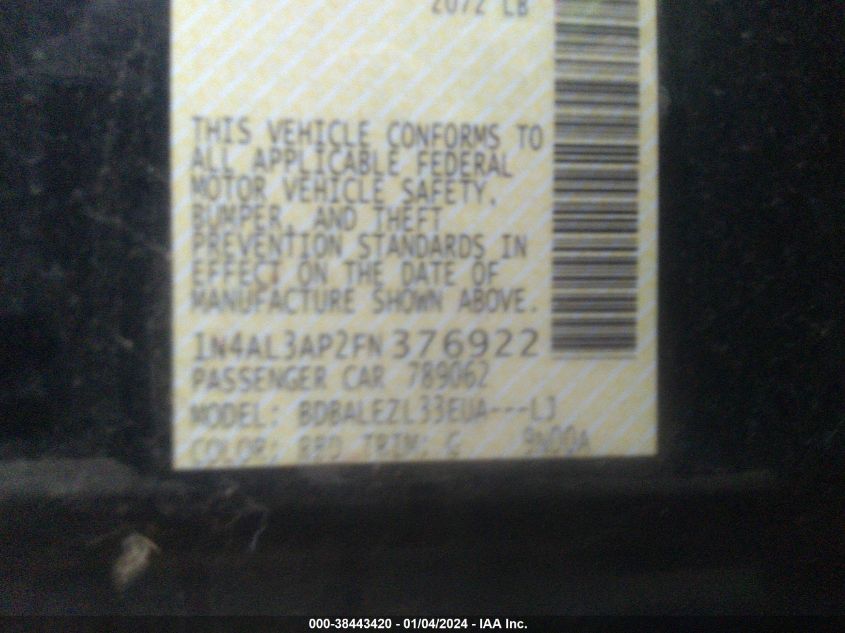 2072 LB
THIS VEHICLE CONFORMS TO
ALL APPLICABLE FEDERAL
MOTOR VEHICLE SAFETY,
BUMPER, AND THEFT
PREVENTION STANDARDS IN
EFFECT ON THE DATE OF
MANUFACTURE SHOWN ABOVE.
1N4AL3AP2FN376922
PASSENGER CAR 789062
MODEL: BDBALEZL33EUA---LJ
COLOR: TRIM: G
000-38443420 - 01/04/2024 - IAA Inc.